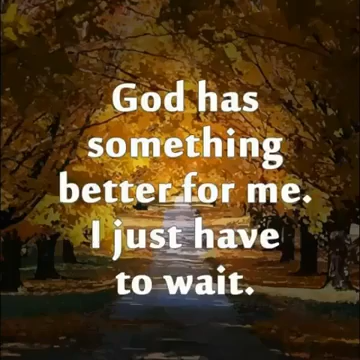 God has
something
better for me.
I just have
to wait.